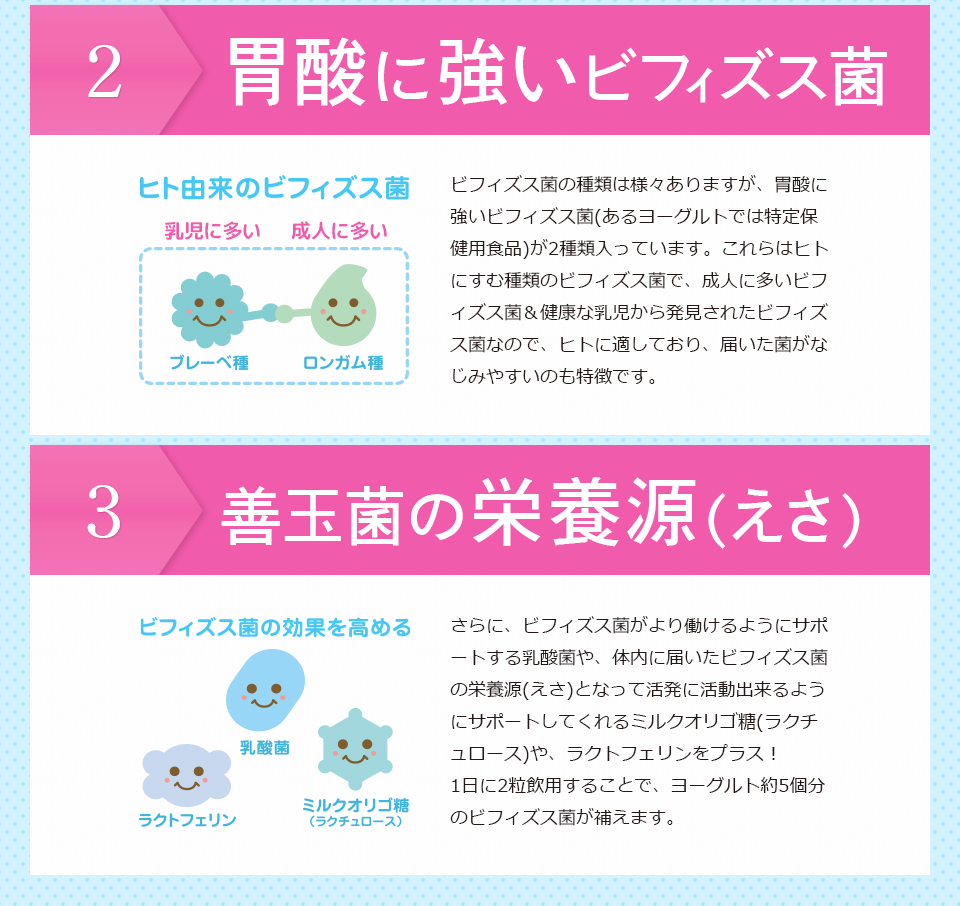 2
胃酸に強いビフィズス菌
ヒト由来のビフィズス菌
乳児に多い 成人に多い
ブレーベ種 ロンガム種
ビフィズス菌の種類は様々ありますが、胃酸に
強いビフィズス菌(あるヨーグルトでは特定保
健用食品)が2種類入っています。これらはヒト
にすむ種類のビフィズス菌で、成人に多いビフ
ィズス菌＆健康な乳児から発見されたビフィズ
ス菌なので、ヒトに適しており、届いた菌がな
じみやすいのも特徴です。
3
善玉菌の栄養源(えさ)
ビフィズス菌の効果を高める
乳酸菌
ラクトフェリン
ミルクオリゴ糖
(ラクチュロース)
さらに、ビフィズス菌がより働けるようにサポ
ートする乳酸菌や、体内に届いたビフィズス菌
の栄養源(えさ)となって活発に活動出来るよう
にサポートしてくれるミルクオリゴ糖(ラクチ
ュロース)や、ラクトフェリンをプラス！
1日に2粒飲用することで、ヨーグルト約5個分
のビフィズス菌が補えます。